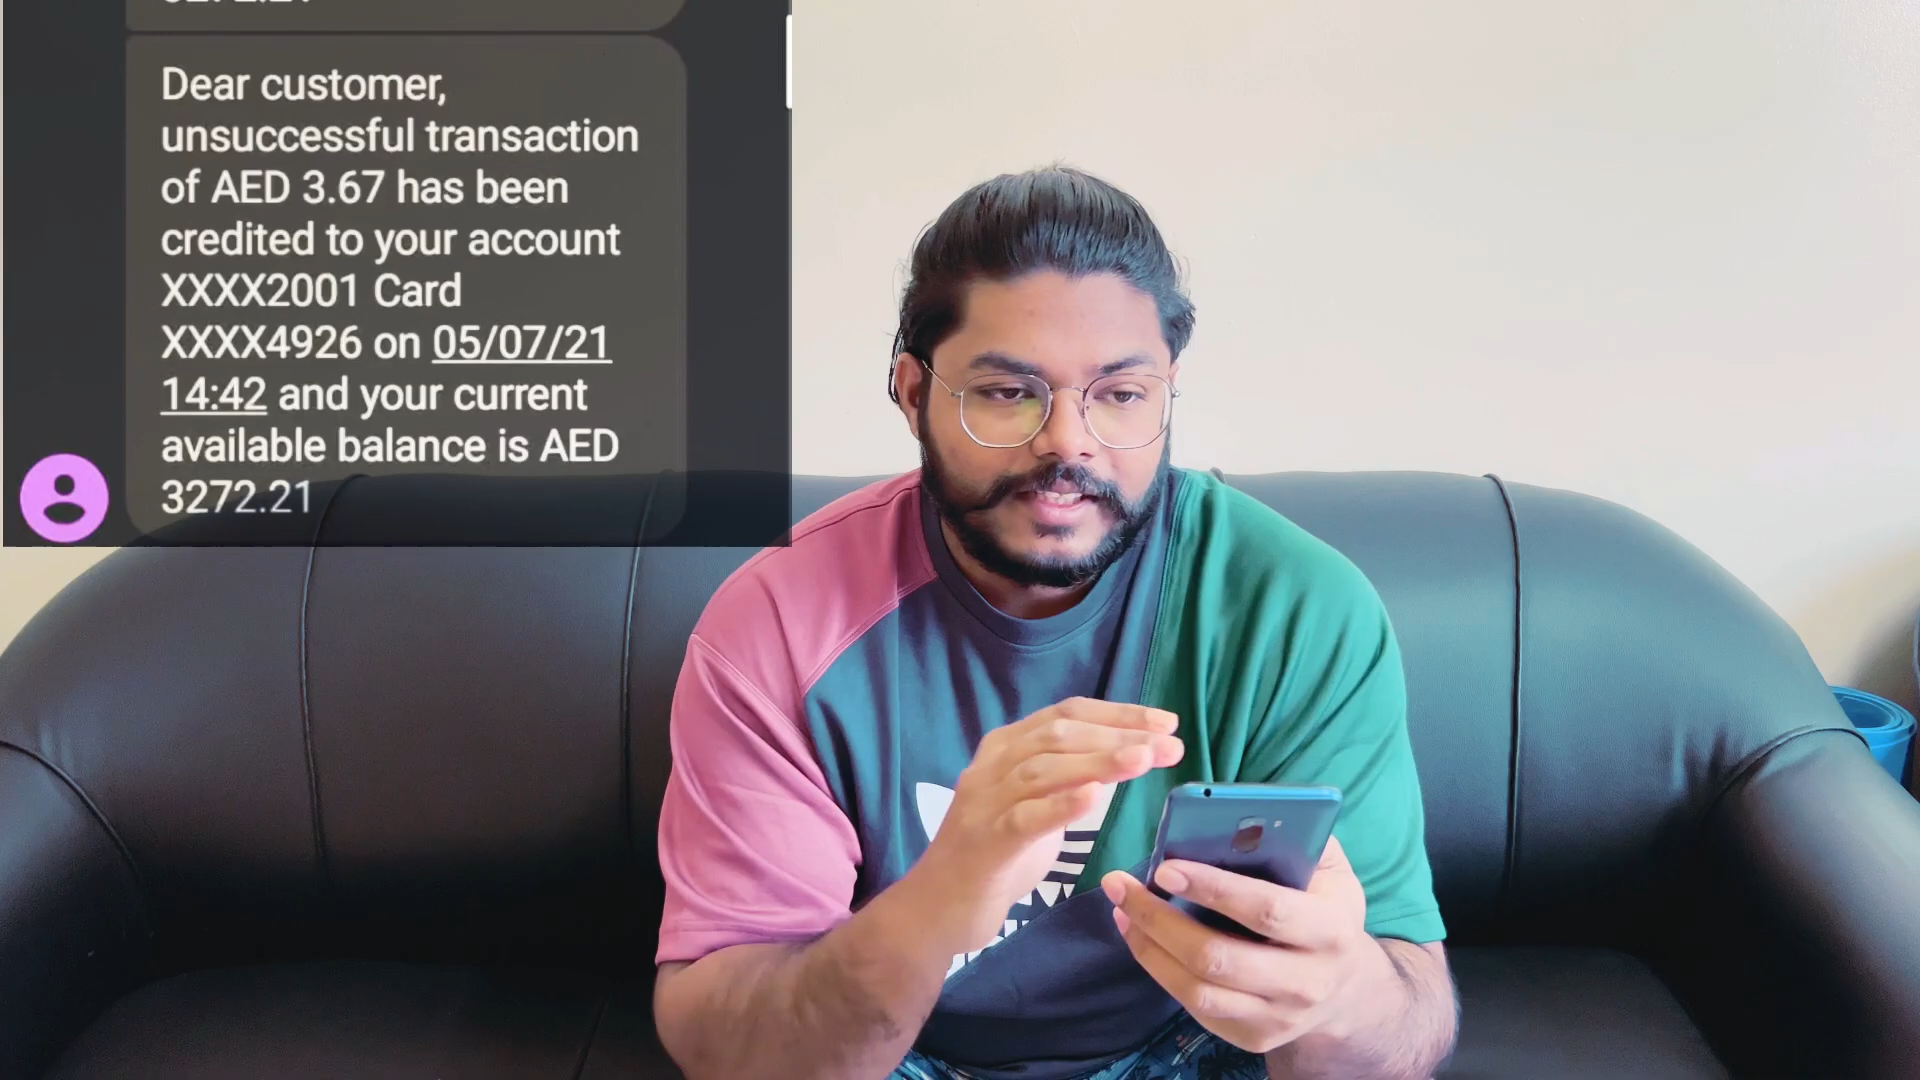 Dear customer,
unsuccessful transaction
of AED 3.67 has been
credited to your account
XXXX2001 Card
XXXX4926 on 05/07/21
14:42 and your current
available balance is AED
3272.21